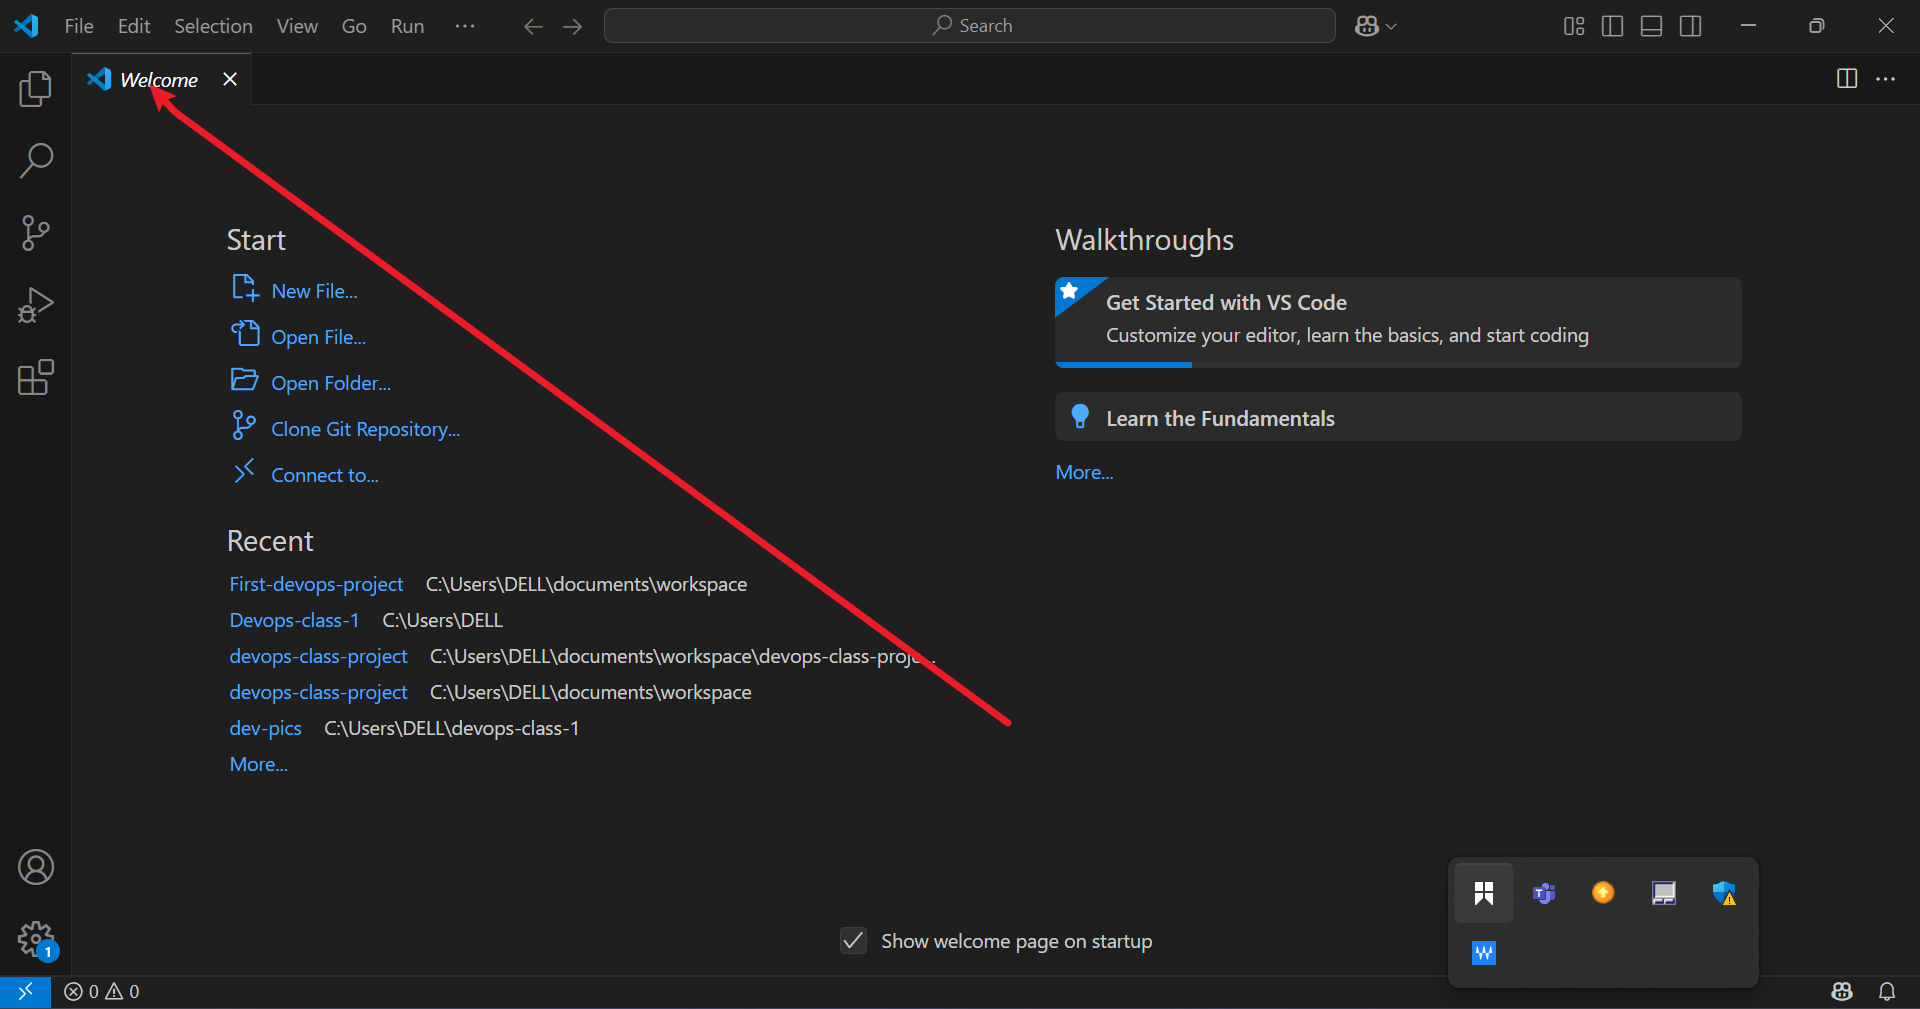 File Edit Selection View Go Run ···
Search
Welcome
Start
New File...
Open File...
Open Folder...
Clone Git Repository...
Connect to...
Recent
First-devops-project C:\Users\DELL\documents\workspace
Devops-class-1 C:\Users\DELL
devops-class-project C:\Users\DELL\documents\workspace\devops-class-proje...
devops-class-project C:\Users\DELL\documents\workspace
dev-pics C:\Users\DELL\devops-class-1
More...
Walkthroughs
Get Started with VS Code
Customize your editor, learn the basics, and start coding
Learn the Fundamentals
More...
Show welcome page on startup
1
0 0